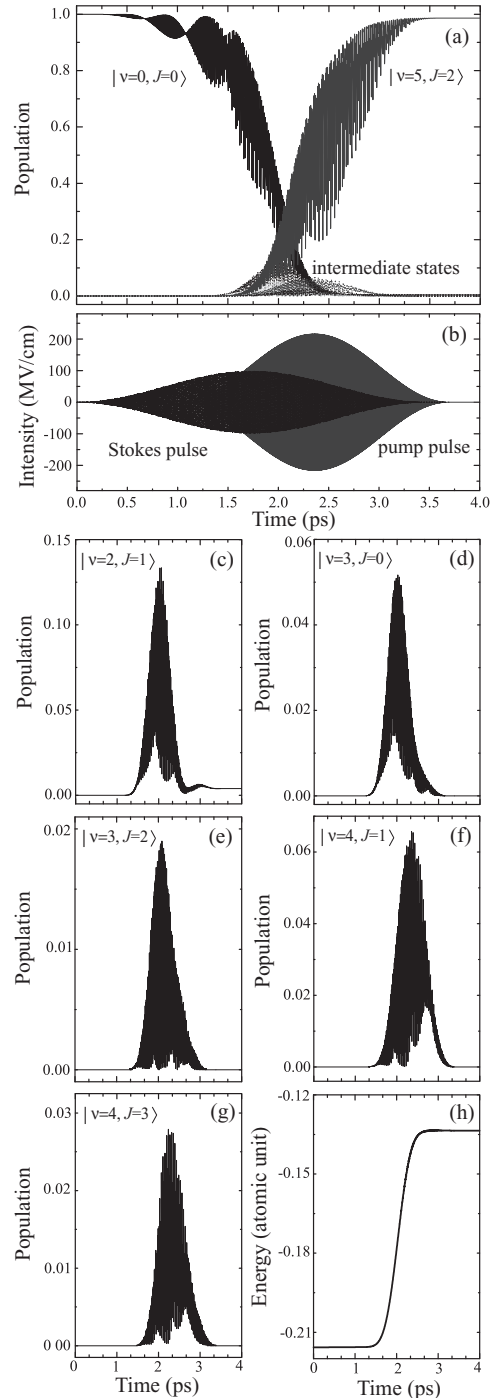 (a)
1.0
0.8
0.6
0.4
0.2
0.0
Population
| ν=0, J=0 ⟩
| ν=5, J=2 ⟩
intermediate states
(b)
200
100
0
-100
-200
Intensity (MV/cm)
Stokes pulse
pump pulse
0.0 0.5 1.0 1.5 2.0 2.5 3.0 3.5 4.0
Time (ps)
(c)
| ν=2, J=1 ⟩
0.15
0.10
0.05
0.00
Population
(d)
| ν=3, J=0 ⟩
0.06
0.04
0.02
0.00
Population
(e)
| ν=3, J=2 ⟩
0.02
0.01
0.00
Population
(f)
| ν=4, J=1 ⟩
0.06
0.04
0.02
0.00
Population
(g)
| ν=4, J=3 ⟩
0.03
0.02
0.01
0.00
Population
0 1 2 3 4
Time (ps)
(h)
-0.12
-0.15
-0.18
-0.21
Energy (atomic unit)
0 1 2 3 4
Time (ps)